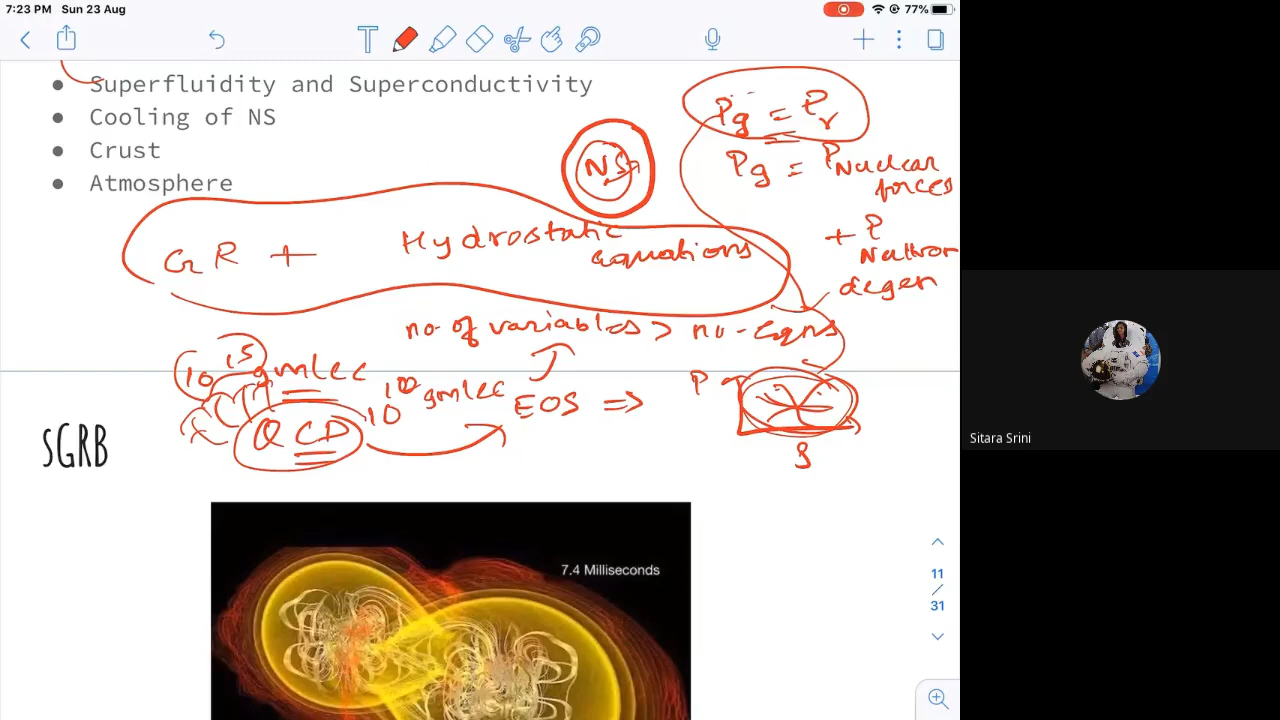 7:23 PM Sun 23 Aug
77%
Superfluidity and Superconductivity
Cooling of NS
Crust
Atmosphere
Pg = Pr
Pg = P Nuclear
forces
+ P
Neutron
degen
NS
GR + Hydrostatic
equations
no. of variables > no. eqns
10 15 gm/cc
10 10 gm/cc
QCD
EOS ⇒
P
ρ
sGRB
7.4 Milliseconds
11
/
31
Sitara Srini